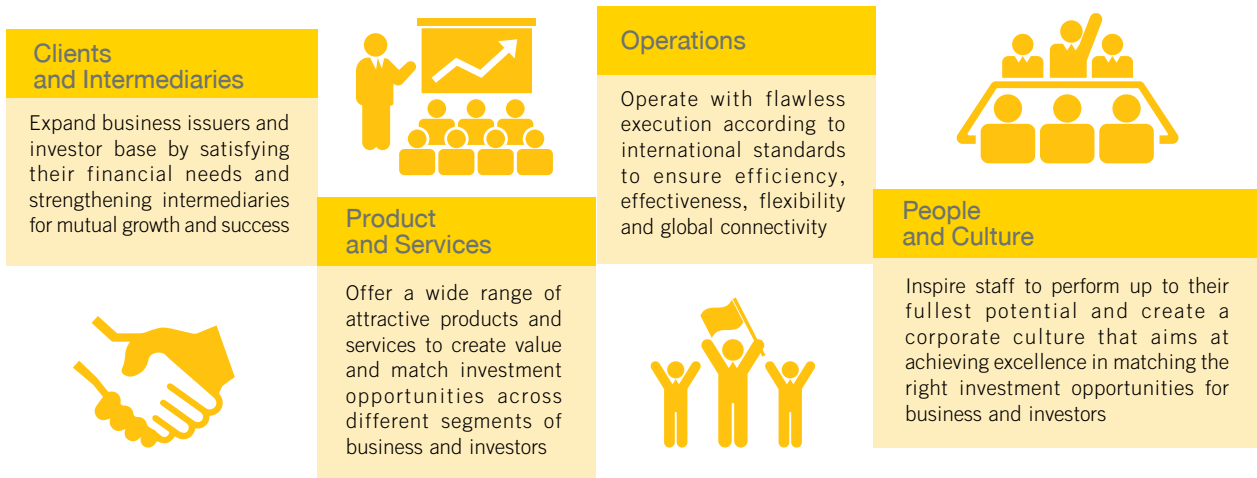 Clients
and Intermediaries
Expand business issuers and
investor base by satisfying
their financial needs and
strengthening intermediaries
for mutual growth and success
Product
and Services
Offer a wide range of
attractive products and
services to create value
and match investment
opportunities across
different segments of
business and investors
Operations
Operate with flawless
execution according to
international standards
to ensure efficiency,
effectiveness, flexibility
and global connectivity
People
and Culture
Inspire staff to perform up to their
fullest potential and create a
corporate culture that aims at
achieving excellence in matching the
right investment opportunities for
business and investors